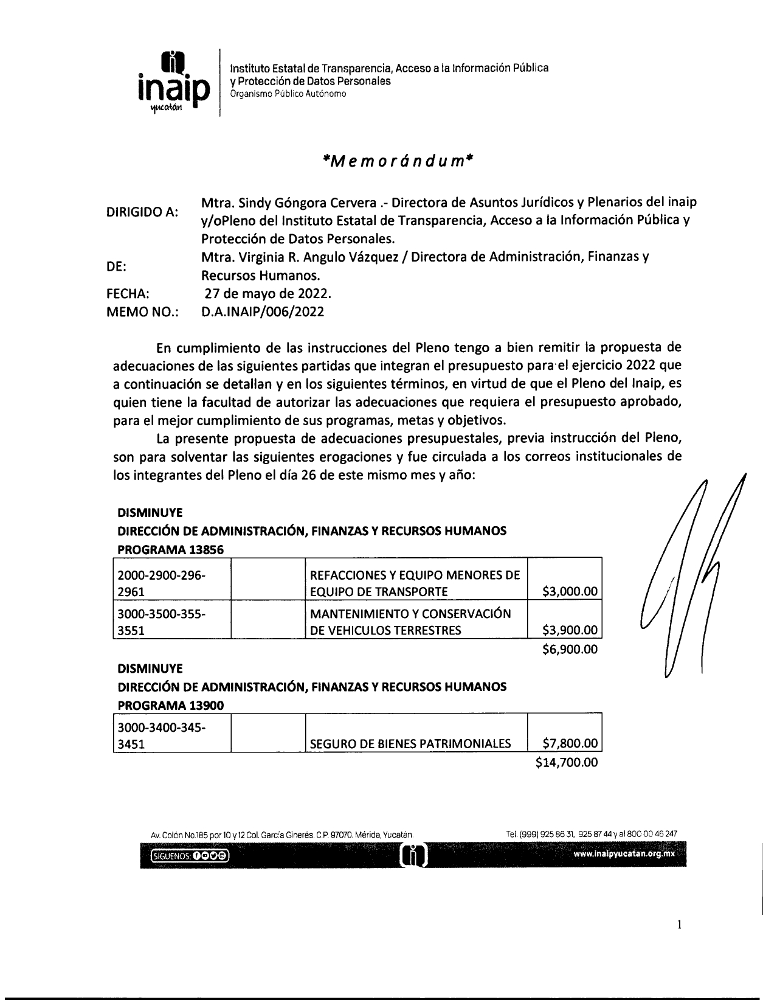 inaip
yucatán
Instituto Estatal de Transparencia, Acceso a la Información Pública
y Protección de Datos Personales
Organismo Público Autónomo
*Memorándum*
DIRIGIDO A:
Mtra. Sindy Góngora Cervera .- Directora de Asuntos Jurídicos y Plenarios del inaip
y/oPleno del Instituto Estatal de Transparencia, Acceso a la Información Pública y
Protección de Datos Personales.
DE:
Mtra. Virginia R. Angulo Vázquez / Directora de Administración, Finanzas y
Recursos Humanos.
FECHA: 27 de mayo de 2022.
MEMO NO.: D.A.INAIP/006/2022
En cumplimiento de las instrucciones del Pleno tengo a bien remitir la propuesta de
adecuaciones de las siguientes partidas que integran el presupuesto para el ejercicio 2022 que
a continuación se detallan y en los siguientes términos, en virtud de que el Pleno del Inaip, es
quien tiene la facultad de autorizar las adecuaciones que requiera el presupuesto aprobado,
para el mejor cumplimiento de sus programas, metas y objetivos.
La presente propuesta de adecuaciones presupuestales, previa instrucción del Pleno,
son para solventar las siguientes erogaciones y fue circulada a los correos institucionales de
los integrantes del Pleno el día 26 de este mismo mes y año:
DISMINUYE
DIRECCIÓN DE ADMINISTRACIÓN, FINANZAS Y RECURSOS HUMANOS
PROGRAMA 13856
2000-2900-296- REFACCIONES Y EQUIPO MENORES DE
2961 EQUIPO DE TRANSPORTE $3,000.00
3000-3500-355- MANTENIMIENTO Y CONSERVACIÓN
3551 DE VEHICULOS TERRESTRES $3,900.00
$6,900.00
DISMINUYE
DIRECCIÓN DE ADMINISTRACIÓN, FINANZAS Y RECURSOS HUMANOS
PROGRAMA 13900
3000-3400-345-
3451 SEGURO DE BIENES PATRIMONIALES $7,800.00
$14,700.00
Av. Colón No.185 por 10 y 12 Col. García Ginerés. C.P. 97070. Mérida, Yucatán. Tel. (999) 925 86 31, 925 87 44 y al 800 00 46 247
SÍGUENOS: www.inaipyucatan.org.mx
1